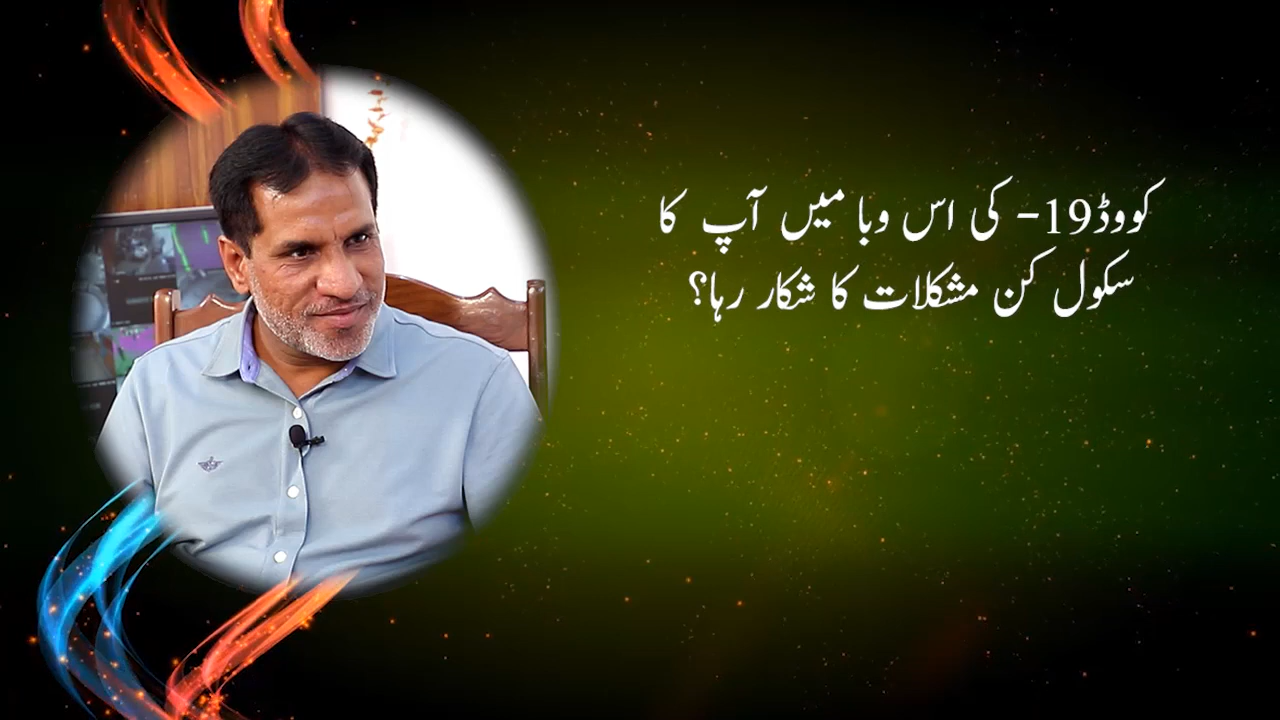 کووڈ19- کی اس وبا میں آپ کا
سکول کن مشکلات کا شکار رہا؟